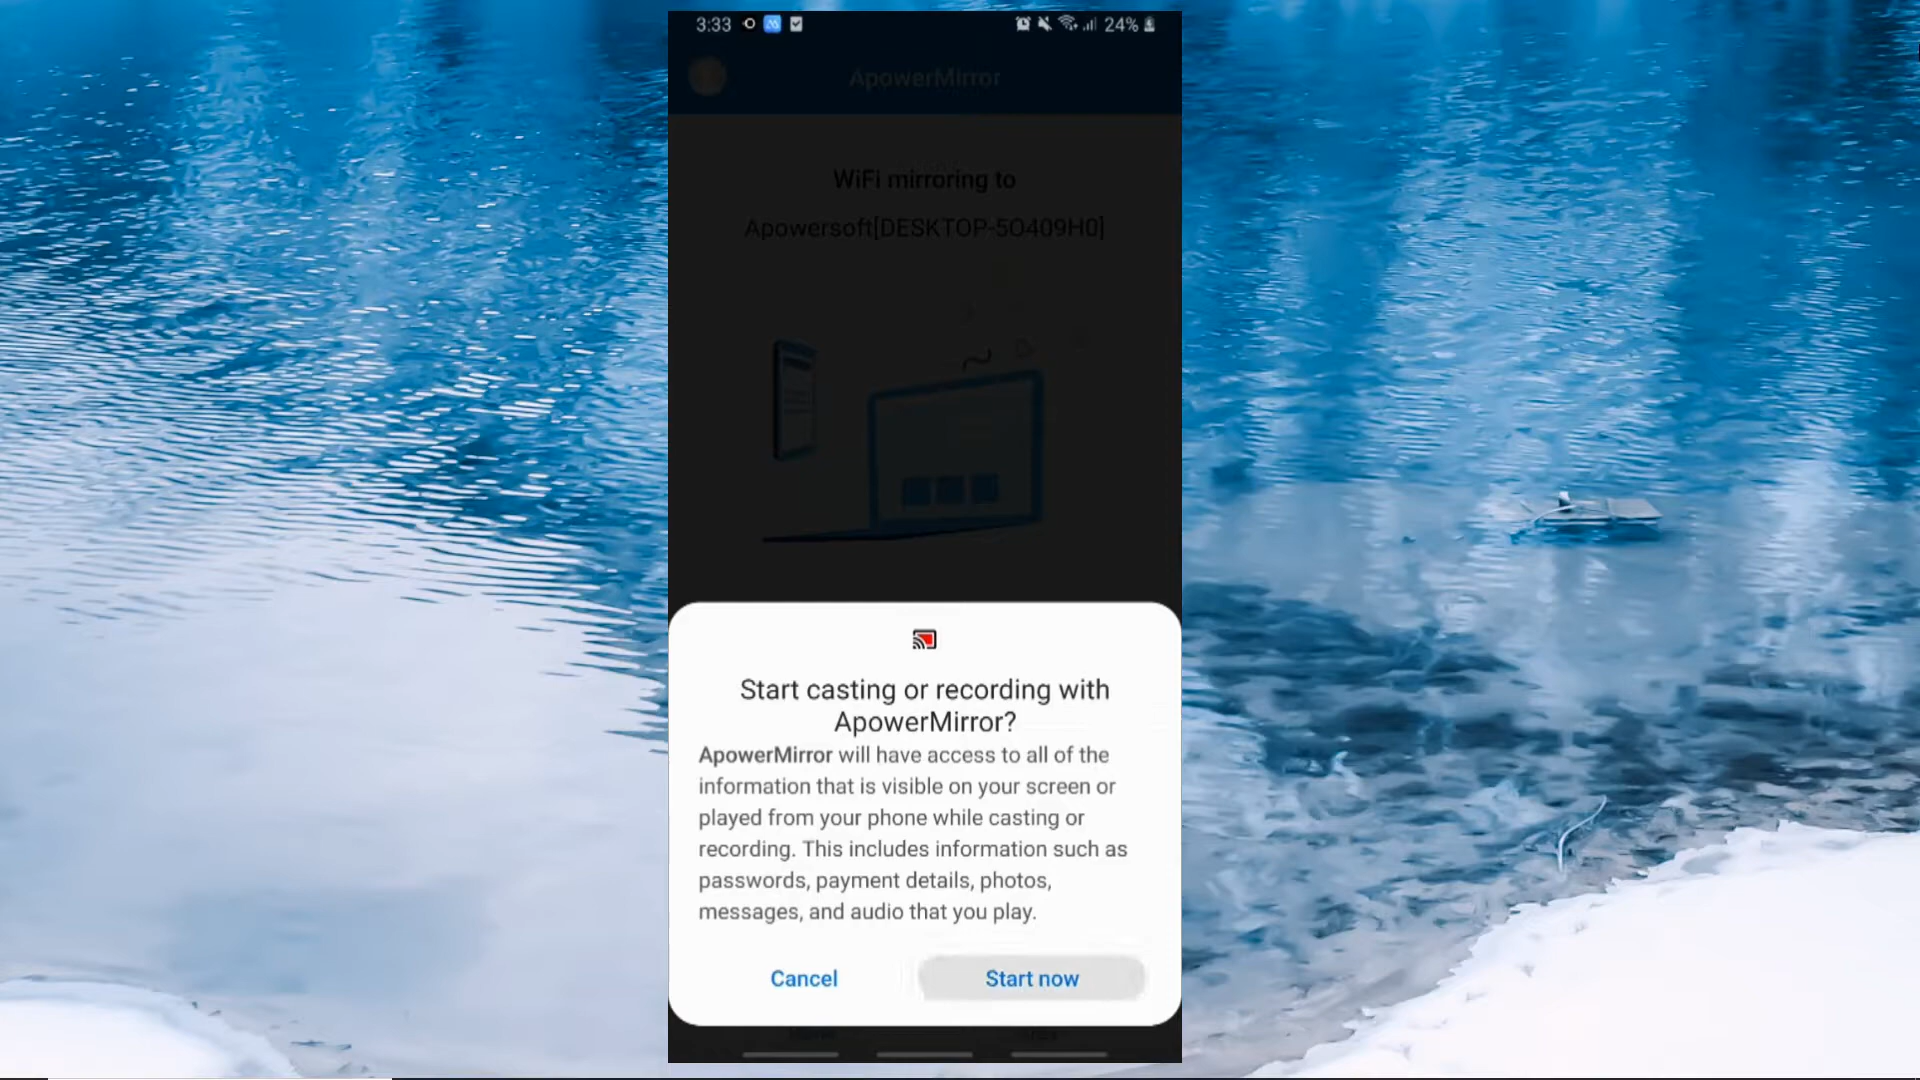 3:33
24%
ApowerMirror
WiFi mirroring to
Apowersoft[DESKTOP-5O409H0]
Start casting or recording with
ApowerMirror?
ApowerMirror will have access to all of the
information that is visible on your screen or
played from your phone while casting or
recording. This includes information such as
passwords, payment details, photos,
messages, and audio that you play.
Cancel
Start now